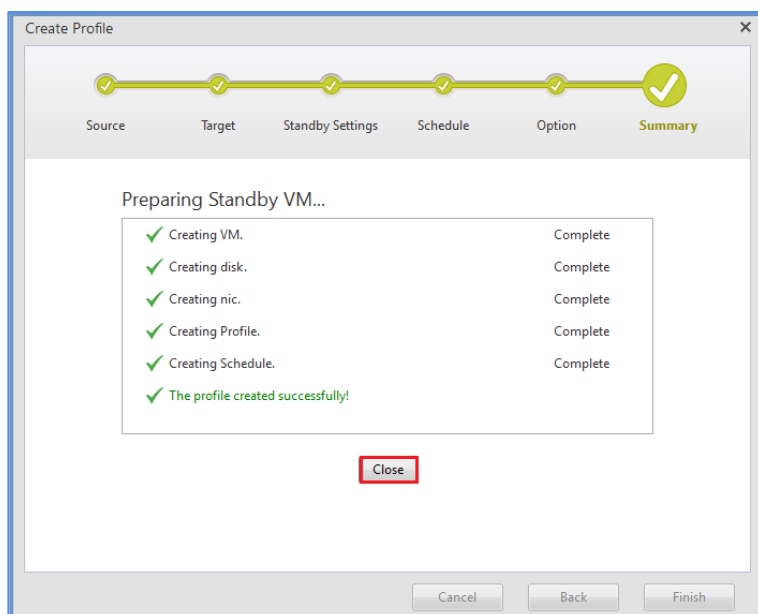 Create Profile
Source Target Standby Settings Schedule Option Summary
Preparing Standby VM...
Creating VM. Complete
Creating disk. Complete
Creating nic. Complete
Creating Profile. Complete
Creating Schedule. Complete
The profile created successfully!
Close
Cancel Back Finish